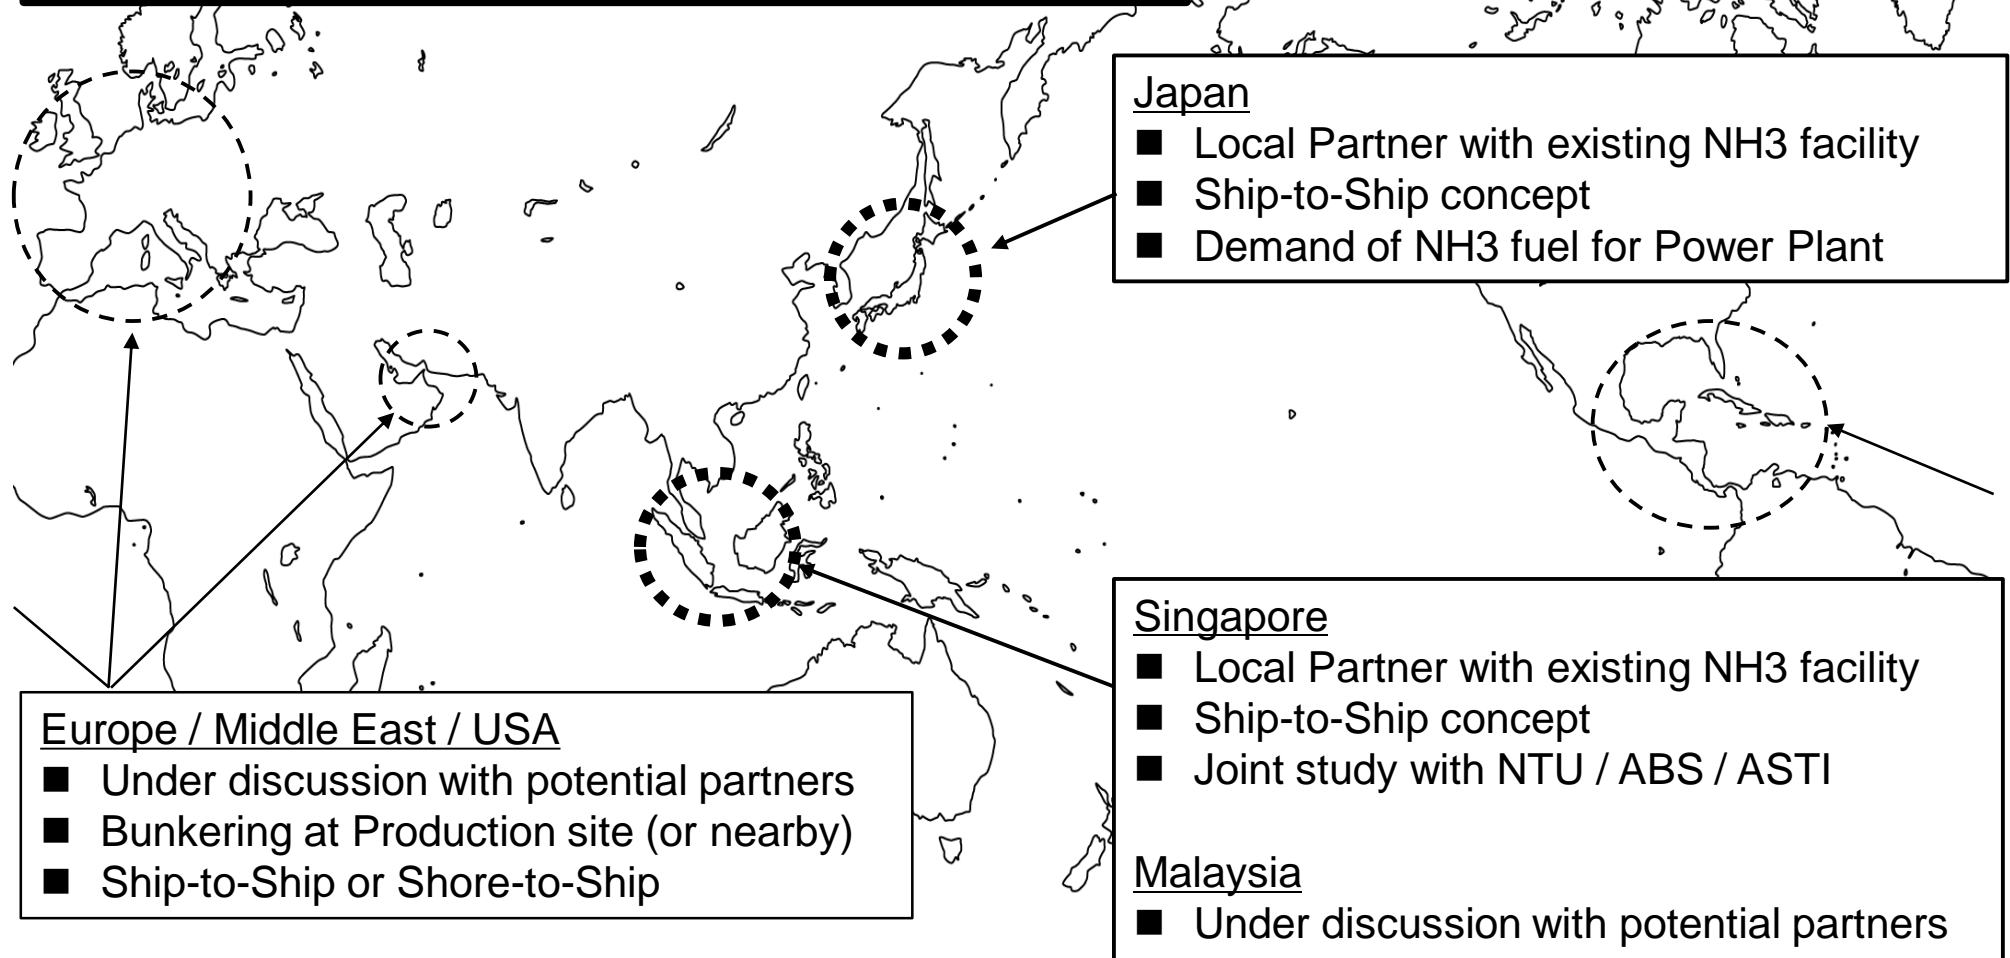 Japan
■ Local Partner with existing NH3 facility
■ Ship-to-Ship concept
■ Demand of NH3 fuel for Power Plant
Europe / Middle East / USA
■ Under discussion with potential partners
■ Bunkering at Production site (or nearby)
■ Ship-to-Ship or Shore-to-Ship
Singapore
■ Local Partner with existing NH3 facility
■ Ship-to-Ship concept
■ Joint study with NTU / ABS / ASTI
Malaysia
■ Under discussion with potential partners